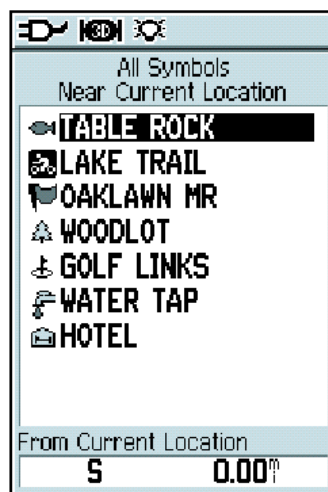 3D
All Symbols
Near Current Location
TABLE ROCK
LAKE TRAIL
OAKLAWN MR
WOODLOT
GOLF LINKS
WATER TAP
HOTEL
From Current Location
S 0.00 m